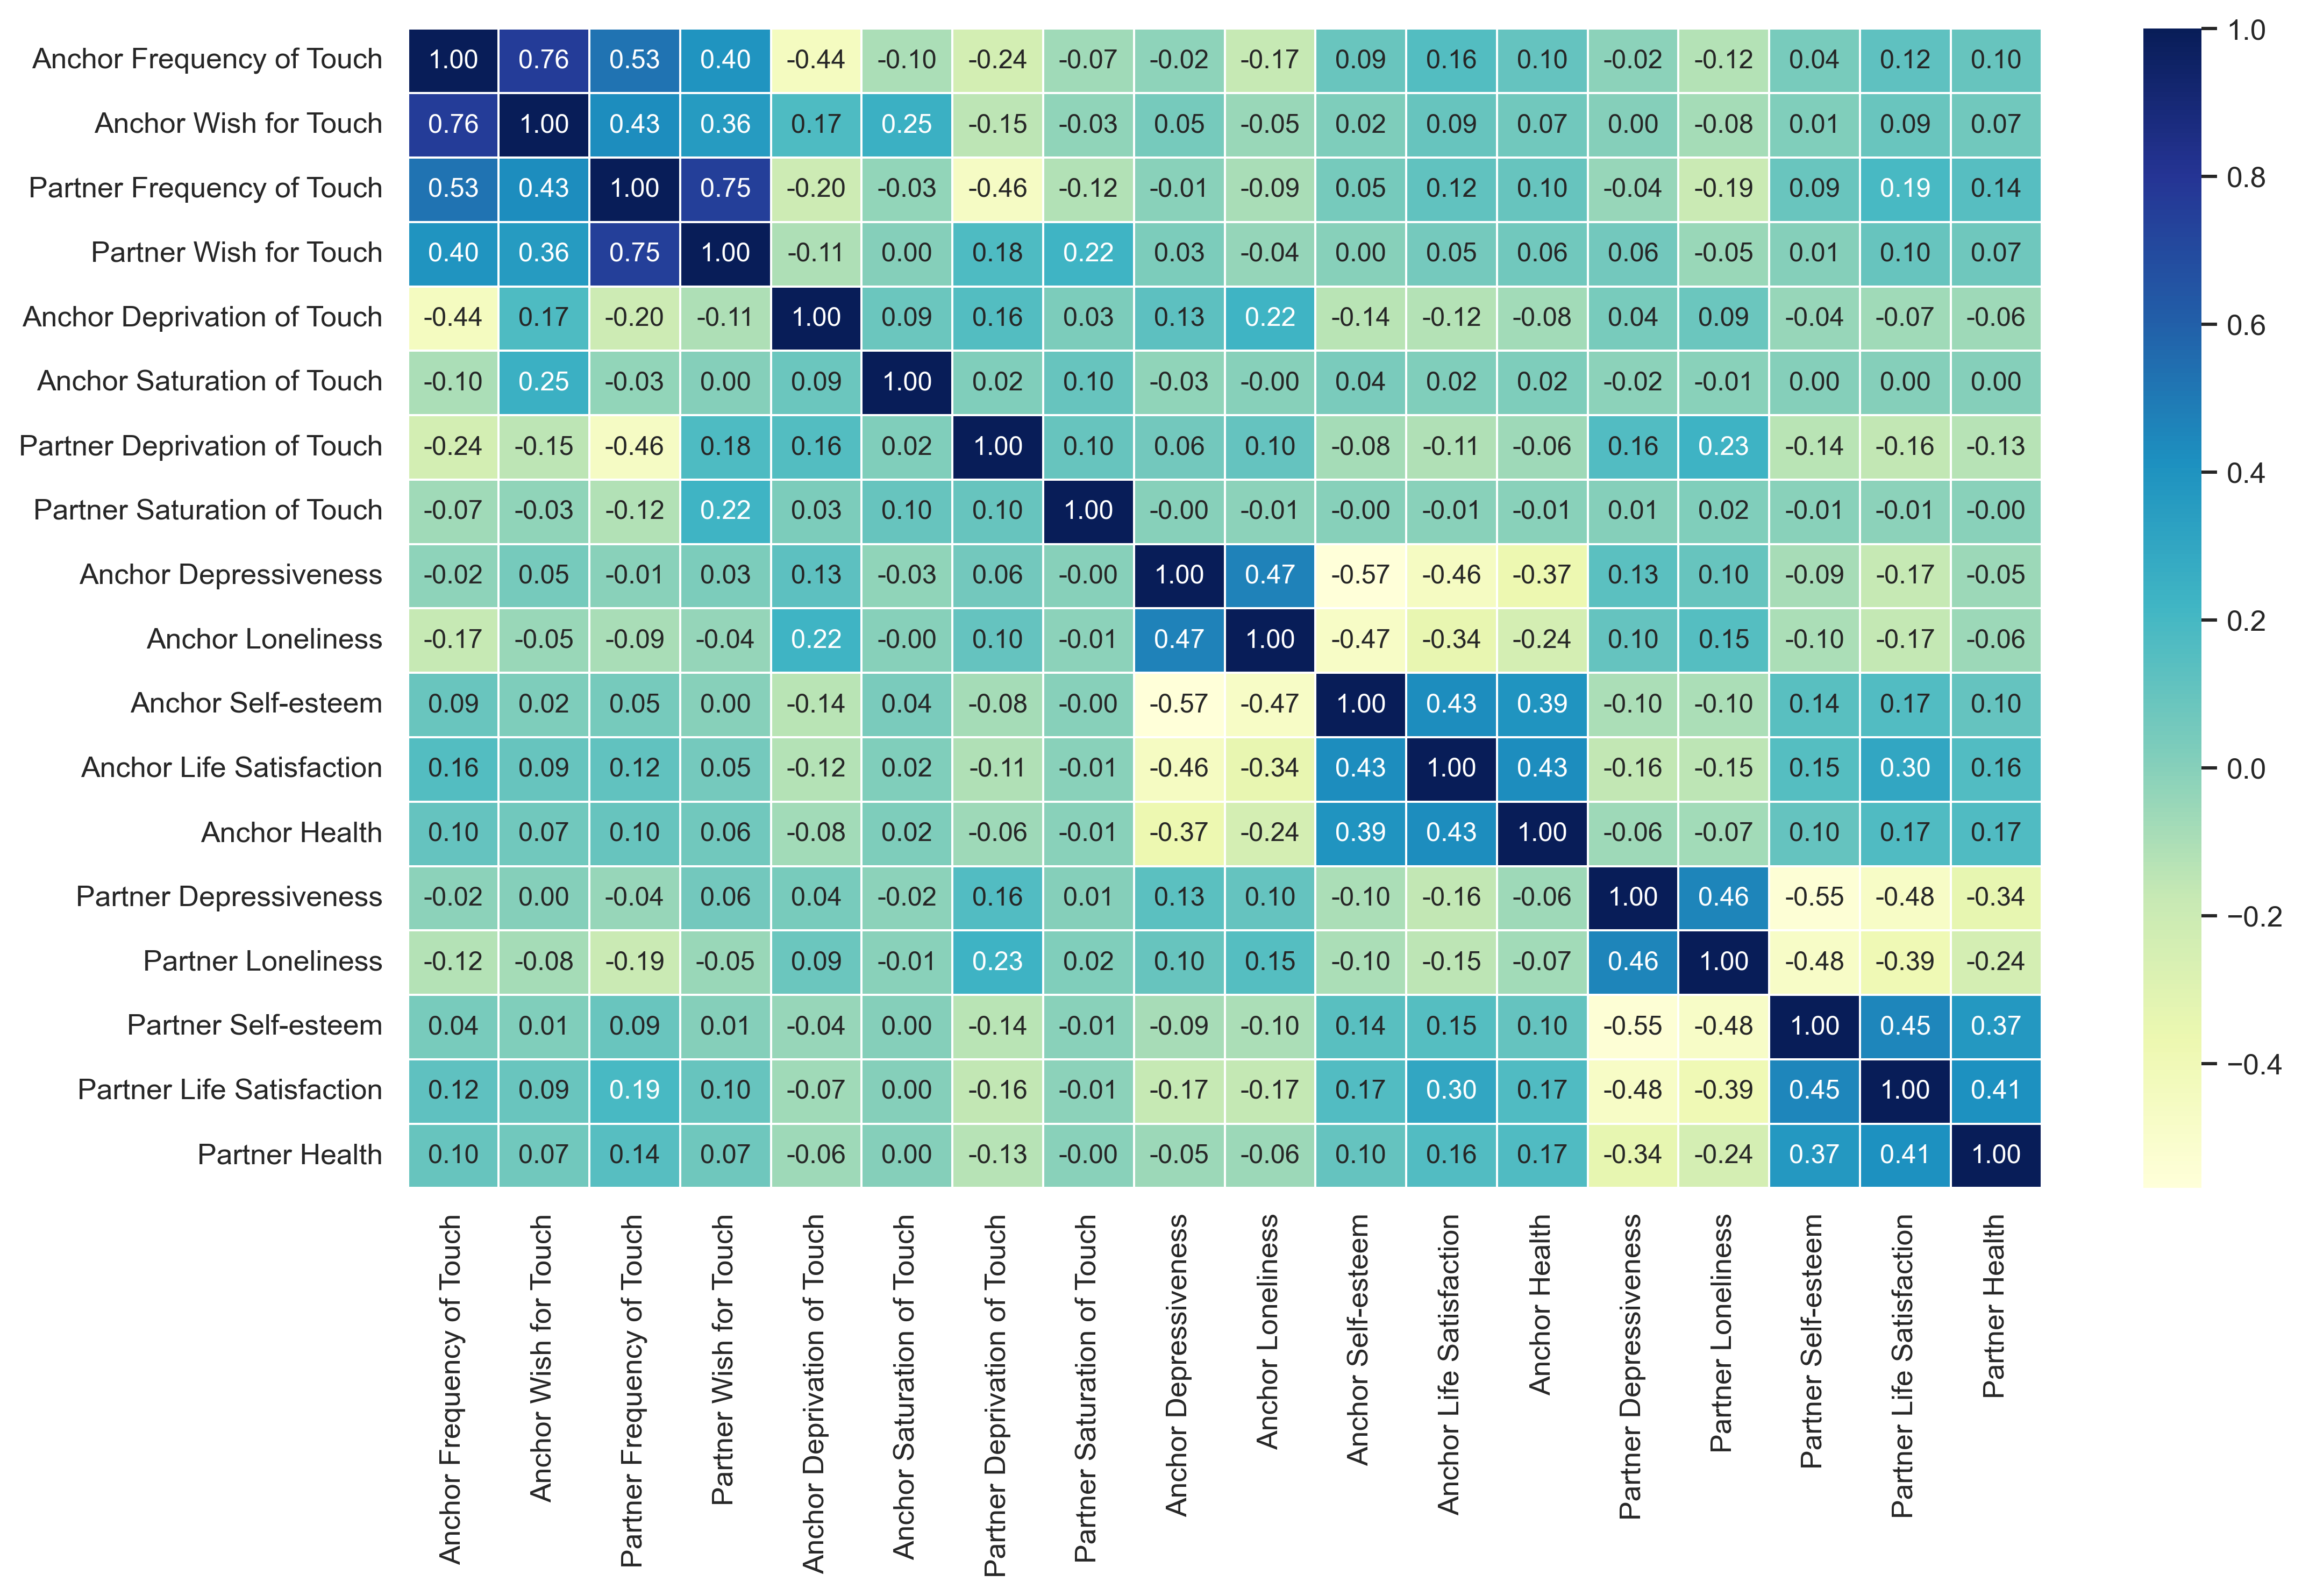 Anchor Frequency of Touch 1.00 0.76 0.53 0.40 -0.44 -0.10 -0.24 -0.07 -0.02 -0.17 0.09 0.16 0.10 -0.02 -0.12 0.04 0.12 0.10
Anchor Wish for Touch 0.76 1.00 0.43 0.36 0.17 0.25 -0.15 -0.03 0.05 -0.05 0.02 0.09 0.07 0.00 -0.08 0.01 0.09 0.07
Partner Frequency of Touch 0.53 0.43 1.00 0.75 -0.20 -0.03 -0.46 -0.12 -0.01 -0.09 0.05 0.12 0.10 -0.04 -0.19 0.09 0.19 0.14
Partner Wish for Touch 0.40 0.36 0.75 1.00 -0.11 0.00 0.18 0.22 0.03 -0.04 0.00 0.05 0.06 0.06 -0.05 0.01 0.10 0.07
Anchor Deprivation of Touch -0.44 0.17 -0.20 -0.11 1.00 0.09 0.16 0.03 0.13 0.22 -0.14 -0.12 -0.08 0.04 0.09 -0.04 -0.07 -0.06
Anchor Saturation of Touch -0.10 0.25 -0.03 0.00 0.09 1.00 0.02 0.10 -0.03 -0.00 0.04 0.02 0.02 -0.02 -0.01 0.00 0.00 0.00
Partner Deprivation of Touch -0.24 -0.15 -0.46 0.18 0.16 0.02 1.00 0.10 0.06 0.10 -0.08 -0.11 -0.06 0.16 0.23 -0.14 -0.16 -0.13
Partner Saturation of Touch -0.07 -0.03 -0.12 0.22 0.03 0.10 0.10 1.00 -0.00 -0.01 -0.00 -0.01 -0.01 0.01 0.02 -0.01 -0.01 -0.00
Anchor Depressiveness -0.02 0.05 -0.01 0.03 0.13 -0.03 0.06 -0.00 1.00 0.47 -0.57 -0.46 -0.37 0.13 0.10 -0.09 -0.17 -0.05
Anchor Loneliness -0.17 -0.05 -0.09 -0.04 0.22 -0.00 0.10 -0.01 0.47 1.00 -0.47 -0.34 -0.24 0.10 0.15 -0.10 -0.17 -0.06
Anchor Self-esteem 0.09 0.02 0.05 0.00 -0.14 0.04 -0.08 -0.00 -0.57 -0.47 1.00 0.43 0.39 -0.10 -0.10 0.14 0.17 0.10
Anchor Life Satisfaction 0.16 0.09 0.12 0.05 -0.12 0.02 -0.11 -0.01 -0.46 -0.34 0.43 1.00 0.43 -0.16 -0.15 0.15 0.30 0.16
Anchor Health 0.10 0.07 0.10 0.06 -0.08 0.02 -0.06 -0.01 -0.37 -0.24 0.39 0.43 1.00 -0.06 -0.07 0.10 0.17 0.17
Partner Depressiveness -0.02 0.00 -0.04 0.06 0.04 -0.02 0.16 0.01 0.13 0.10 -0.10 -0.16 -0.06 1.00 0.46 -0.55 -0.48 -0.34
Partner Loneliness -0.12 -0.08 -0.19 -0.05 0.09 -0.01 0.23 0.02 0.10 0.15 -0.10 -0.15 -0.07 0.46 1.00 -0.48 -0.39 -0.24
Partner Self-esteem 0.04 0.01 0.09 0.01 -0.04 0.00 -0.14 -0.01 -0.09 -0.10 0.14 0.15 0.10 -0.55 -0.48 1.00 0.45 0.37
Partner Life Satisfaction 0.12 0.09 0.19 0.10 -0.07 0.00 -0.16 -0.01 -0.17 -0.17 0.17 0.30 0.17 -0.48 -0.39 0.45 1.00 0.41
Partner Health 0.10 0.07 0.14 0.07 -0.06 0.00 -0.13 -0.00 -0.05 -0.06 0.10 0.16 0.17 -0.34 -0.24 0.37 0.41 1.00
Anchor Frequency of Touch
Anchor Wish for Touch
Partner Frequency of Touch
Partner Wish for Touch
Anchor Deprivation of Touch
Anchor Saturation of Touch
Partner Deprivation of Touch
Partner Saturation of Touch
Anchor Depressiveness
Anchor Loneliness
Anchor Self-esteem
Anchor Life Satisfaction
Anchor Health
Partner Depressiveness
Partner Loneliness
Partner Self-esteem
Partner Life Satisfaction
Partner Health
1.0
0.8
0.6
0.4
0.2
0.0
−0.2
−0.4